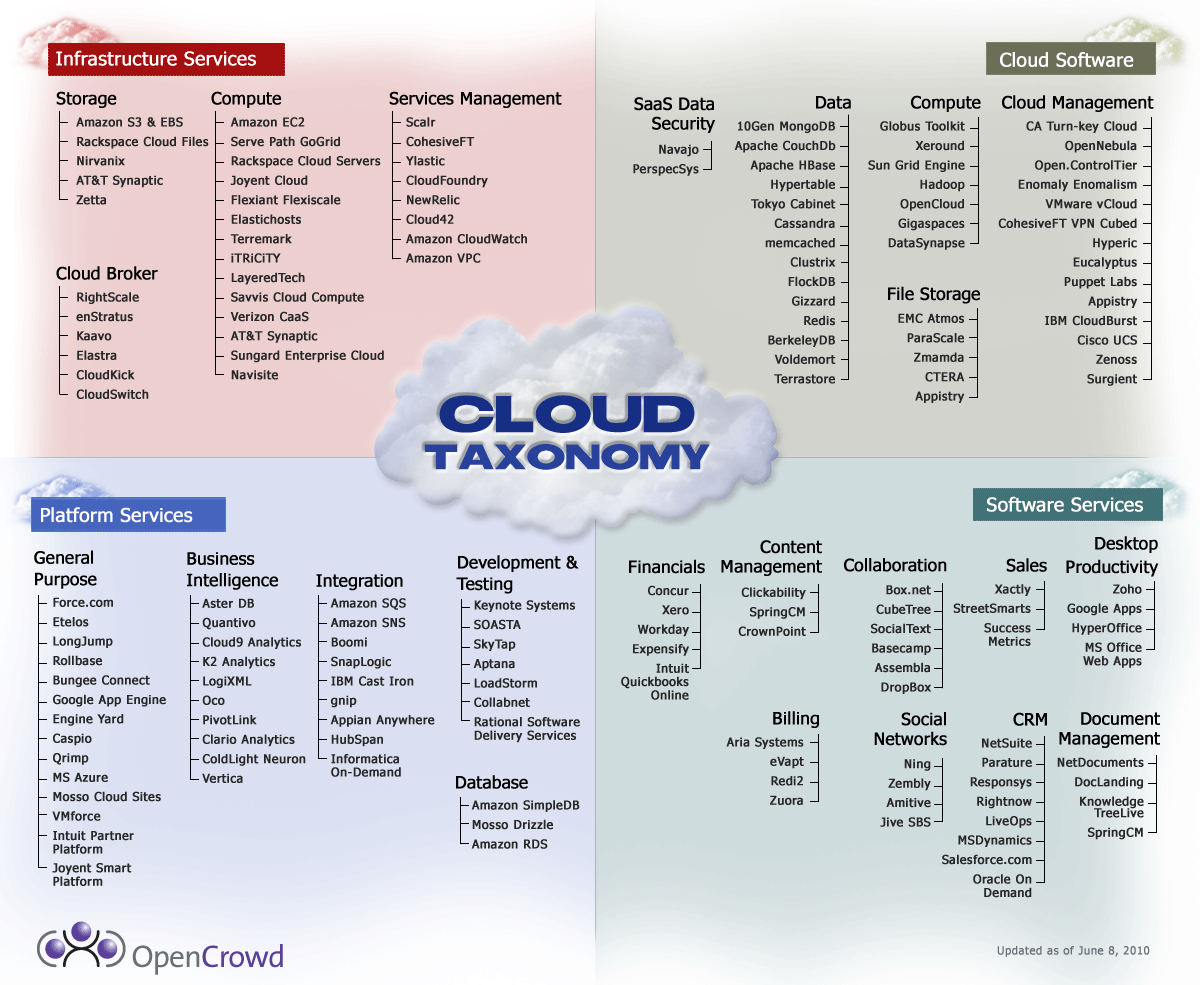 Infrastructure Services
Storage
Amazon S3 & EBS
Rackspace Cloud Files
Nirvanix
AT&T Synaptic
Zetta
Cloud Broker
RightScale
enStratus
Kaavo
Elastra
CloudKick
CloudSwitch
Compute
Amazon EC2
Serve Path GoGrid
Rackspace Cloud Servers
Joyent Cloud
Flexiant Flexiscale
Elastichosts
Terremark
iTRiCiTY
LayeredTech
Savvis Cloud Compute
Verizon CaaS
AT&T Synaptic
Sungard Enterprise Cloud
Navisite
Services Management
Scalr
CohesiveFT
Ylastic
CloudFoundry
NewRelic
Cloud42
Amazon CloudWatch
Amazon VPC
Cloud Software
SaaS Data
Security
Navajo
PerspecSys
Data
10Gen MongoDB
Apache CouchDb
Apache HBase
Hypertable
Tokyo Cabinet
Cassandra
memcached
Clustrix
FlockDB
Gizzard
Redis
BerkeleyDB
Voldemort
Terrastore
Compute
Globus Toolkit
Xeround
Sun Grid Engine
Hadoop
OpenCloud
Gigaspaces
DataSynapse
File Storage
EMC Atmos
ParaScale
Zmamda
CTERA
Appistry
Cloud Management
CA Turn-key Cloud
OpenNebula
Open.ControlTier
Enomaly Enomalism
VMware vCloud
CohesiveFT VPN Cubed
Hyperic
Eucalyptus
Puppet Labs
Appistry
IBM CloudBurst
Cisco UCS
Zenoss
Surgient
CLOUD
TAXONOMY
Platform Services
General
Purpose
Force.com
Etelos
LongJump
Rollbase
Bungee Connect
Google App Engine
Engine Yard
Caspio
Qrimp
MS Azure
Mosso Cloud Sites
VMforce
Intuit Partner
Platform
Joyent Smart
Platform
Business
Intelligence
Aster DB
Quantivo
Cloud9 Analytics
K2 Analytics
LogiXML
Oco
PivotLink
Clario Analytics
ColdLight Neuron
Vertica
Integration
Amazon SQS
Amazon SNS
Boomi
SnapLogic
IBM Cast Iron
gnip
Appian Anywhere
HubSpan
Informatica
On-Demand
Development &
Testing
Keynote Systems
SOASTA
SkyTap
Aptana
LoadStorm
Collabnet
Rational Software
Delivery Services
Database
Amazon SimpleDB
Mosso Drizzle
Amazon RDS
Software Services
Financials
Concur
Xero
Workday
Expensify
Intuit
Quickbooks
Online
Content
Management
Clickability
SpringCM
CrownPoint
Billing
Aria Systems
eVapt
Redi2
Zuora
Collaboration
Box.net
CubeTree
SocialText
Basecamp
Assembla
DropBox
Social
Networks
Ning
Zembly
Amitive
Jive SBS
Sales
Xactly
StreetSmarts
Success
Metrics
CRM
NetSuite
Parature
Responsys
Rightnow
LiveOps
MSDynamics
Salesforce.com
Oracle On
Demand
Desktop
Productivity
Zoho
Google Apps
HyperOffice
MS Office
Web Apps
Document
Management
NetDocuments
DocLanding
Knowledge
TreeLive
SpringCM
OpenCrowd
Updated as of June 8, 2010